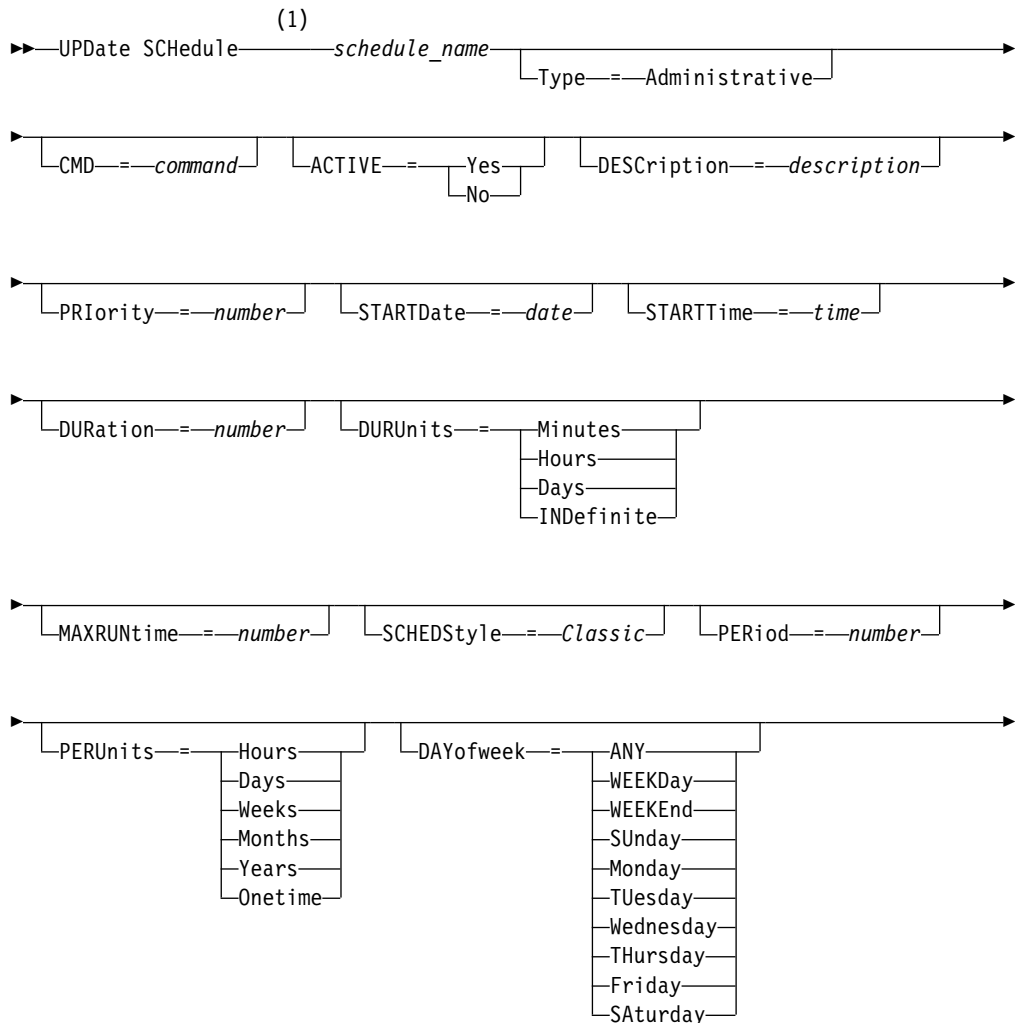 (1)
UPDate SCHedule schedule_name
Type = Administrative
CMD = command ACTIVE = Yes DESCription = description
No
PRIority = number STARTDate = date STARTTime = time
DURation = number DURUnits = Minutes
Hours
Days
INDefinite
MAXRUNtime = number SCHEDStyle = Classic PERiod = number
PERUnits = Hours DAYofweek = ANY
Days WEEKDay
Weeks WEEKEnd
Months SUnday
Years Monday
Onetime TUesday
Wednesday
THursday
Friday
SAturday